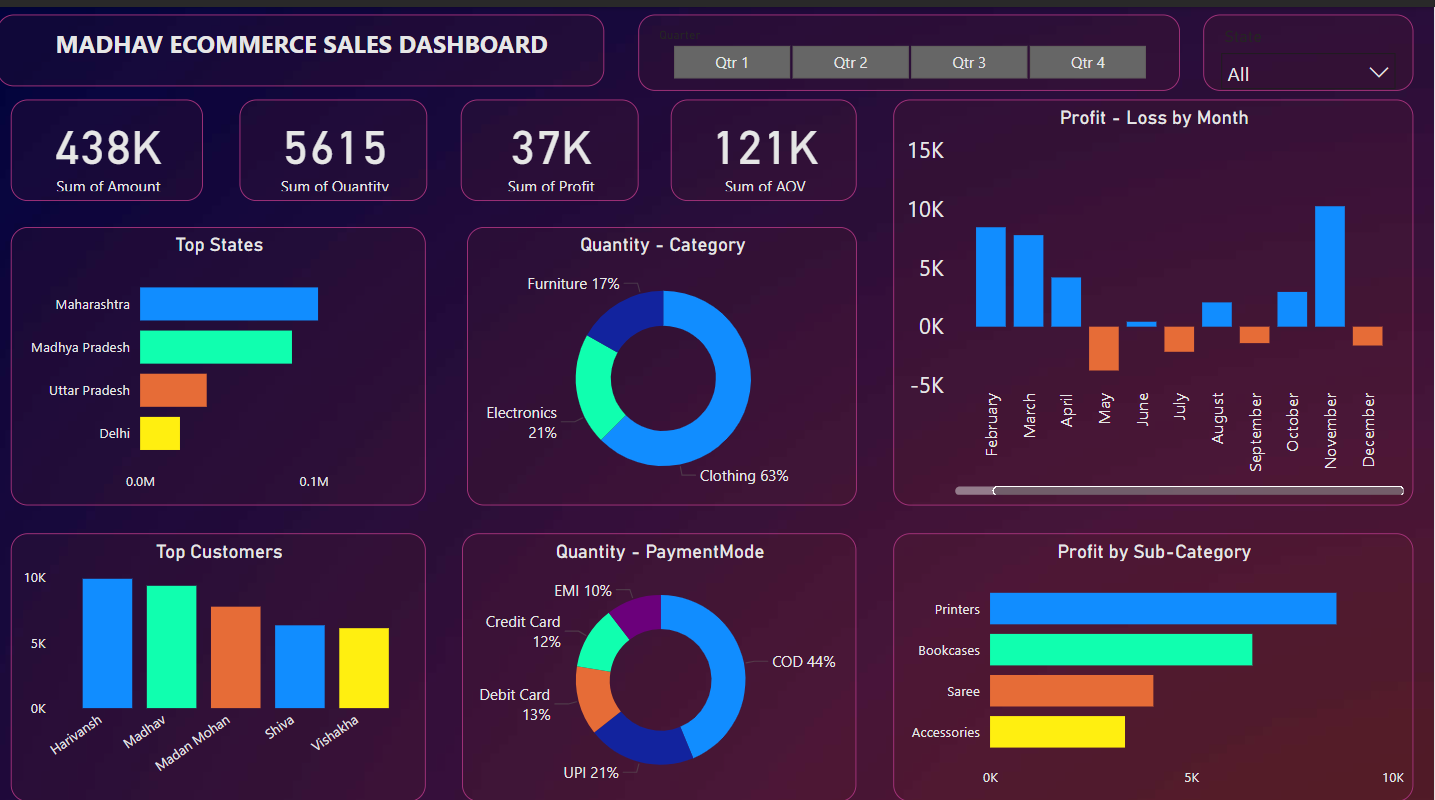 MADHAV ECOMMERCE SALES DASHBOARD
Quarter
Qtr 1 Qtr 2 Qtr 3 Qtr 4
State
All
438K
Sum of Amount
5615
Sum of Quantity
37K
Sum of Profit
121K
Sum of AOV
Profit - Loss by Month
15K
10K
5K
0K
-5K
February
March
April
May
June
July
August
September
October
November
December
Top States
Maharashtra
Madhya Pradesh
Uttar Pradesh
Delhi
0.0M 0.1M
Quantity - Category
Furniture 17%
Electronics
21%
Clothing 63%
Top Customers
10K
5K
0K
Harivansh
Madhav
Madan Mohan
Shiva
Vishakha
Quantity - PaymentMode
EMI 10%
Credit Card
12%
COD 44%
Debit Card
13%
UPI 21%
Profit by Sub-Category
Printers
Bookcases
Saree
Accessories
0K 5K 10K